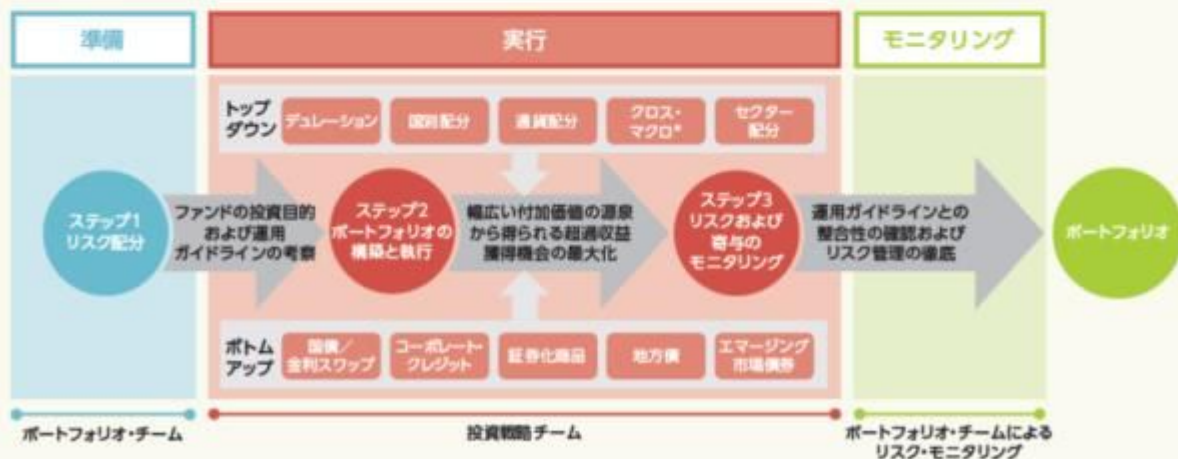 準備
実行
モニタリング
トップ
ダウン
デュレーション
国別配分
通貨配分
クロス・
マクロ*
セクター
配分
ステップ1
リスク配分
ファンドの投資目的
および運用
ガイドラインの考察
ステップ2
ポートフォリオの
構築と執行
幅広い付加価値の源泉
から得られる超過収益
獲得機会の最大化
ステップ3
リスクおよび
寄与の
モニタリング
運用ガイドラインとの
整合性の確認および
リスク管理の徹底
ポートフォリオ
ボトム
アップ
国債／
金利スワップ
コーポレート・
クレジット
証券化商品
地方債
エマージング
市場債券
ポートフォリオ・チーム
投資戦略チーム
ポートフォリオ・チームによる
リスク・モニタリング